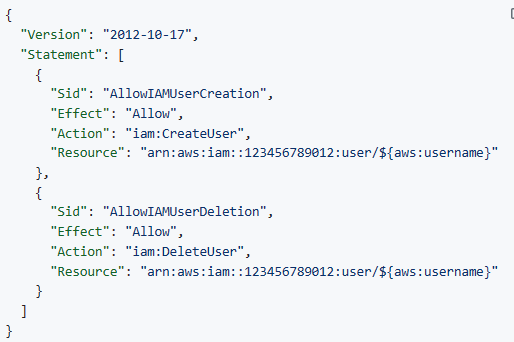 {
  "Version": "2012-10-17",
  "Statement": [
    {
      "Sid": "AllowIAMUserCreation",
      "Effect": "Allow",
      "Action": "iam:CreateUser",
      "Resource": "arn:aws:iam::123456789012:user/${aws:username}"
    },
    {
      "Sid": "AllowIAMUserDeletion",
      "Effect": "Allow",
      "Action": "iam:DeleteUser",
      "Resource": "arn:aws:iam::123456789012:user/${aws:username}"
    }
  ]
}